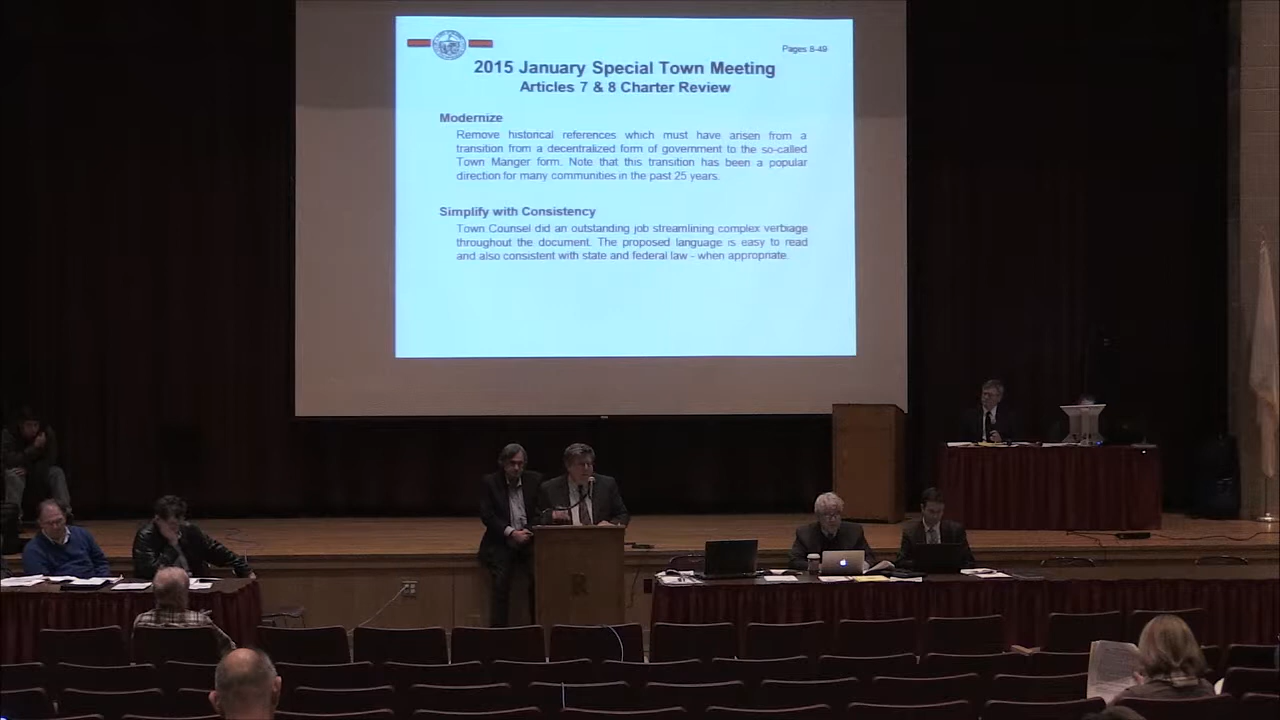 Pages 8-49
2015 January Special Town Meeting
Articles 7 & 8 Charter Review
Modernize
Remove historical references which must have arisen from a
transition from a decentralized form of government to the so-called
Town Manger form. Note that this transition has been a popular
direction for many communities in the past 25 years.
Simplify with Consistency
Town Counsel did an outstanding job streamlining complex verbiage
throughout the document. The proposed language is easy to read
and also consistent with state and federal law - when appropriate.
R